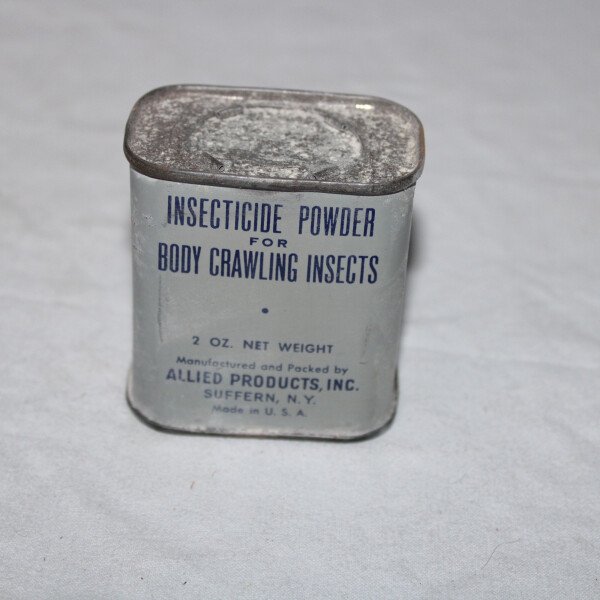 INSECTICIDE POWDER
FOR
BODY CRAWLING INSECTS
•
2 OZ. NET WEIGHT
Manufactured and Packed by
ALLIED PRODUCTS, INC.
SUFFERN, N.Y.
Made in U. S. A.